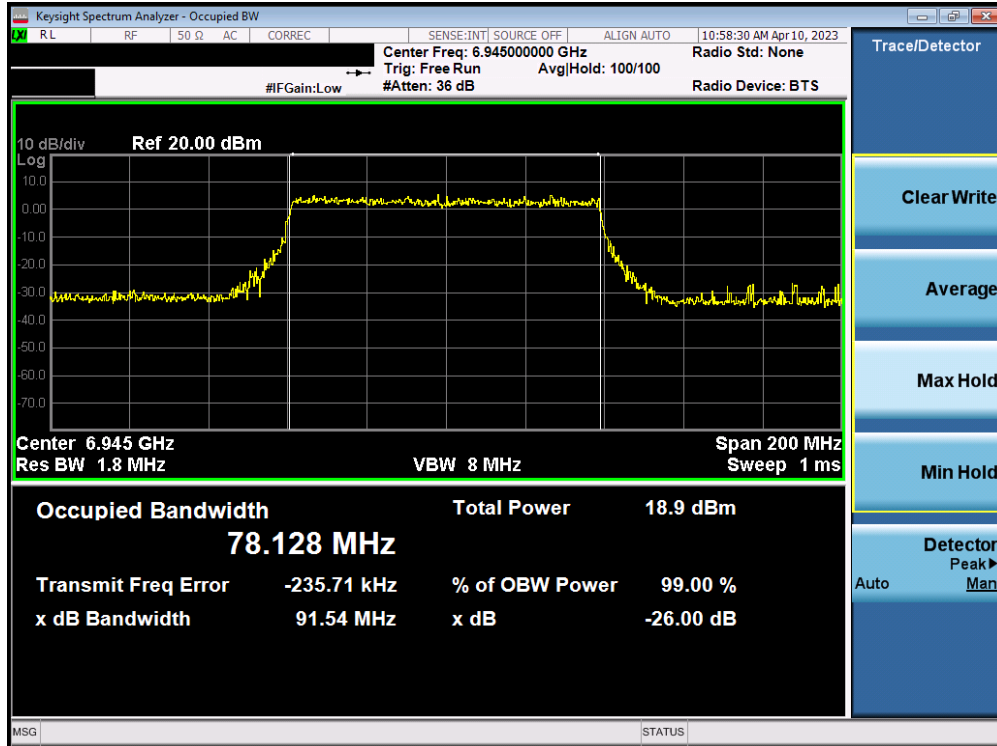 Keysight Spectrum Analyzer - Occupied BW
LXI RL RF 50 Ω AC CORREC SENSE:INT SOURCE OFF ALIGN AUTO 10:58:30 AM Apr 10, 2023
Center Freq: 6.945000000 GHz Radio Std: None
Trig: Free Run Avg|Hold: 100/100
#IFGain:Low #Atten: 36 dB Radio Device: BTS
Trace/Detector
10 dB/div Ref 20.00 dBm
Log
10.0
0.00
-10.0
-20.0
-30.0
-40.0
-50.0
-60.0
-70.0
Center 6.945 GHz Span 200 MHz
Res BW 1.8 MHz VBW 8 MHz Sweep 1 ms
Clear Write
Average
Max Hold
Min Hold
Detector
Peak▶
Auto Man
Occupied Bandwidth Total Power 18.9 dBm
78.128 MHz
Transmit Freq Error -235.71 kHz % of OBW Power 99.00 %
x dB Bandwidth 91.54 MHz x dB -26.00 dB
MSG STATUS